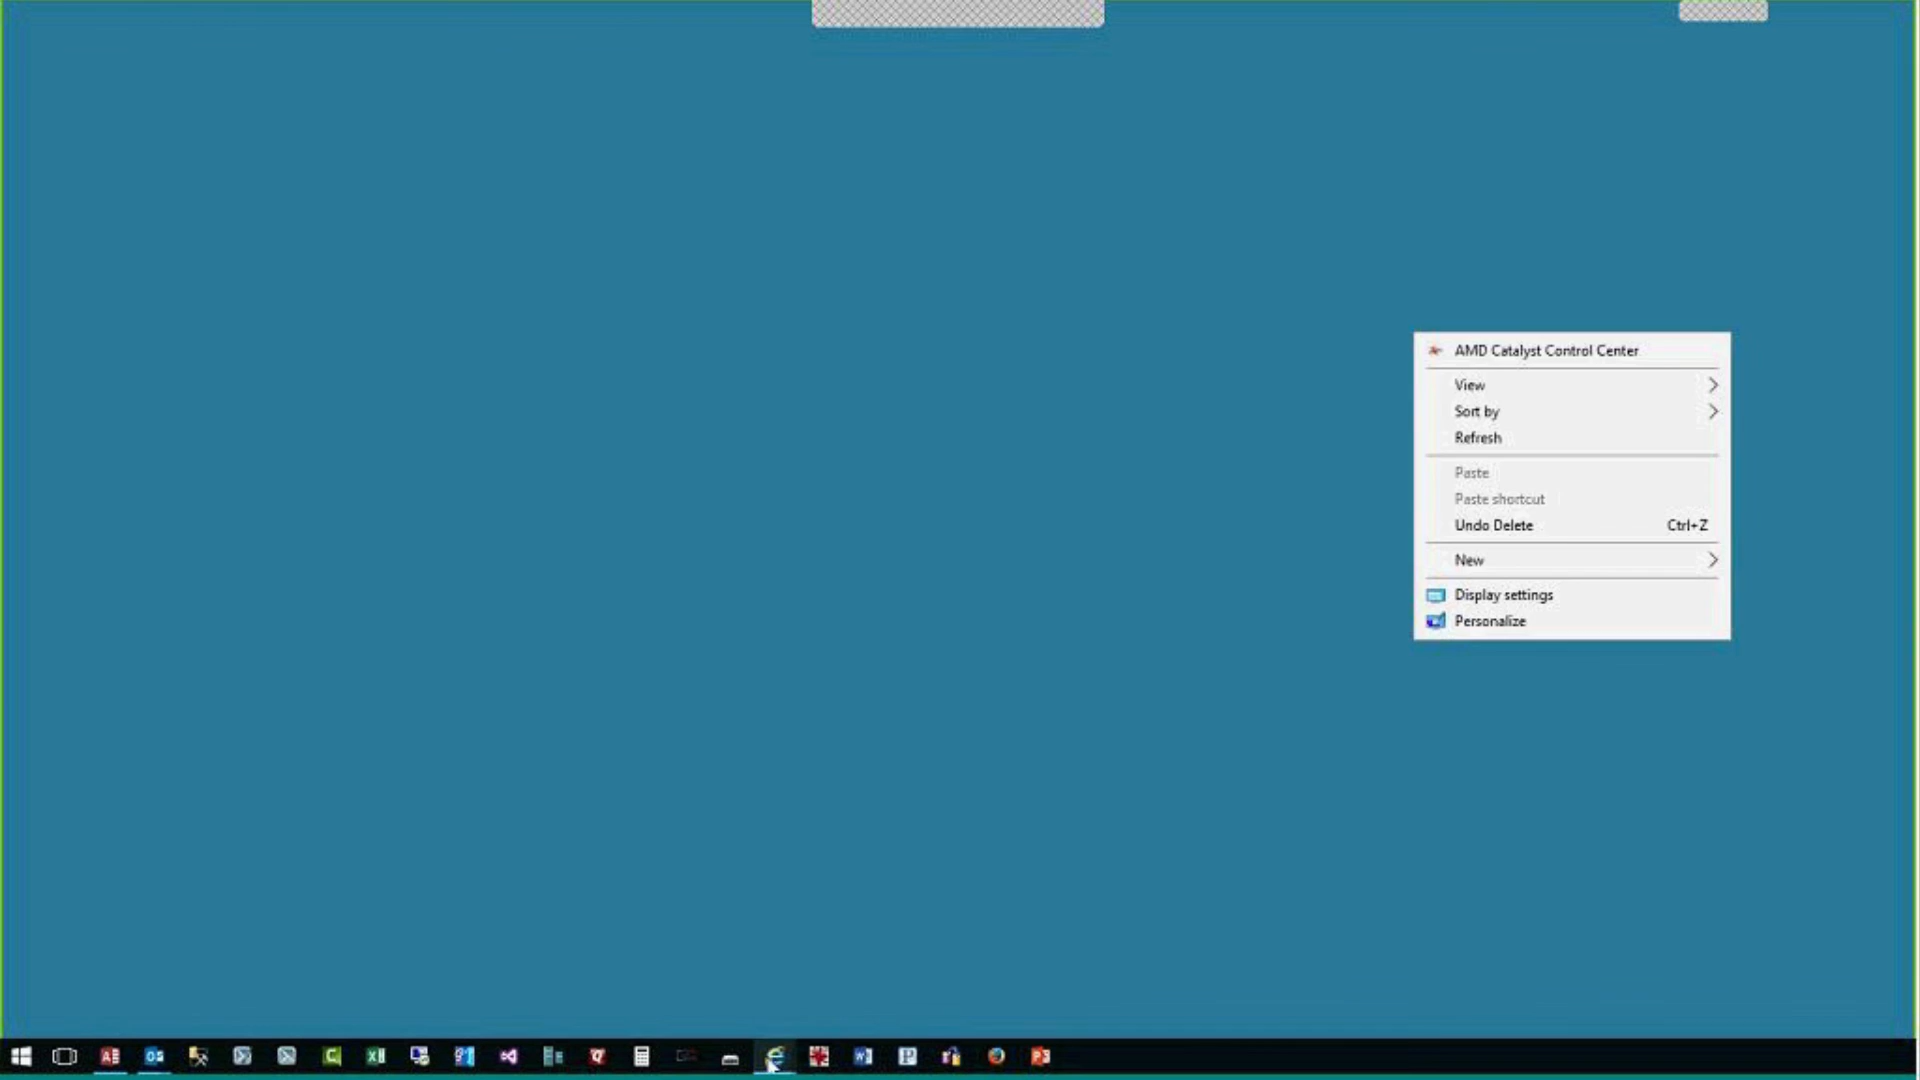 AMD Catalyst Control Center
View
Sort by
Refresh
Paste
Paste shortcut
Undo Delete Ctrl+Z
New
Display settings
Personalize